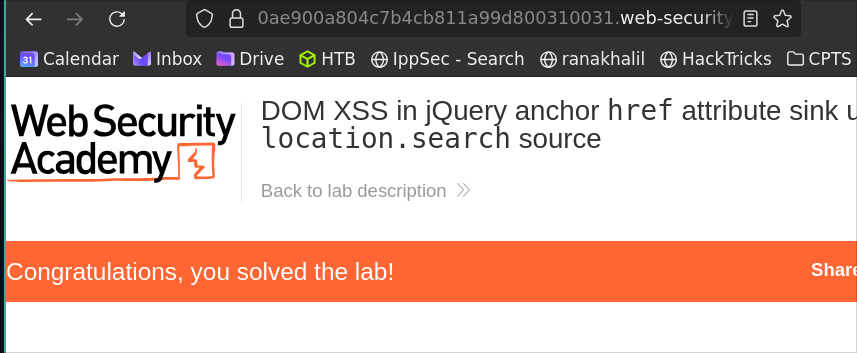 0ae900a804c7b4cb811a99d800310031.web-security
Calendar Inbox Drive HTB IppSec - Search ranakhalil HackTricks CPTS
Web Security
Academy
DOM XSS in jQuery anchor href attribute sink u
location.search source
Back to lab description
Congratulations, you solved the lab!
Share